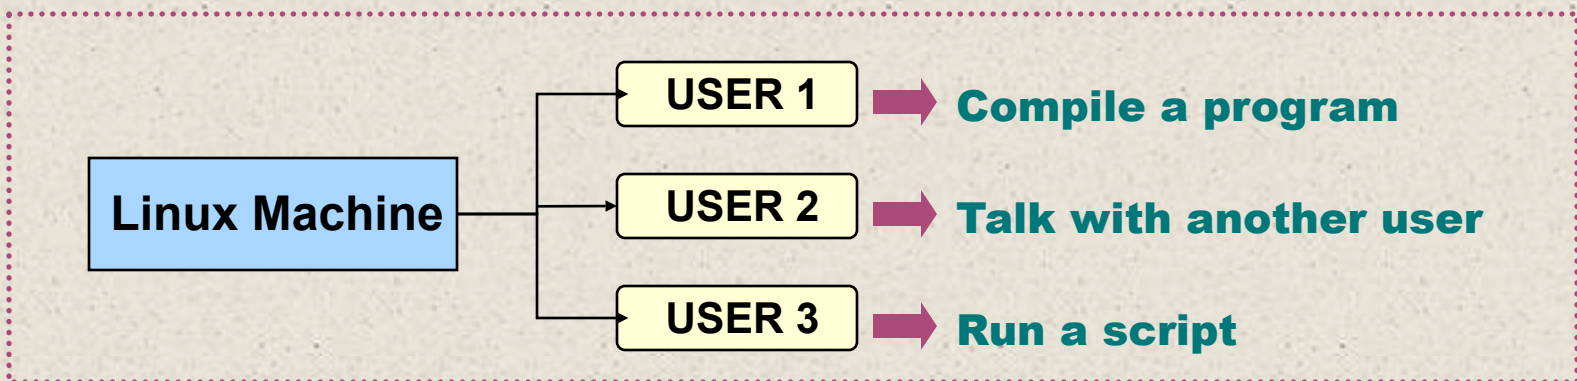 USER 1
Compile a program
Linux Machine
USER 2
Talk with another user
USER 3
Run a script